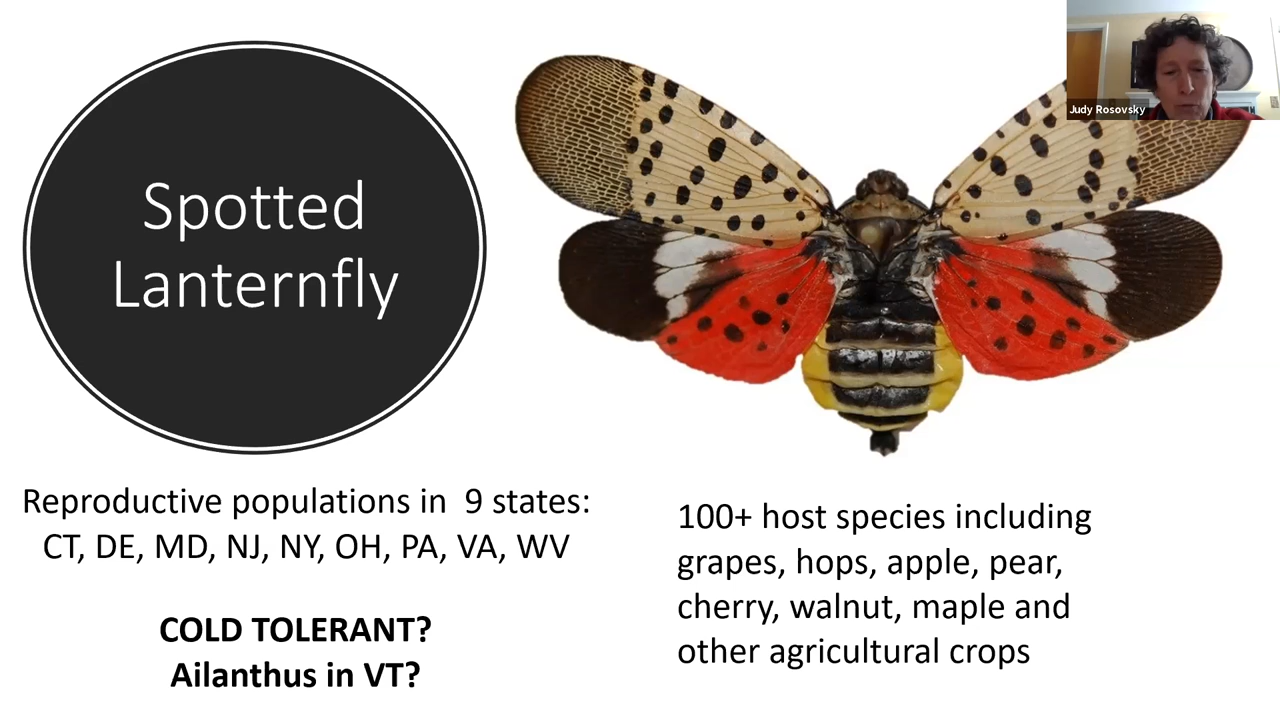 Spotted
Lanternfly
Judy Rosovsky
Reproductive populations in  9 states:
CT, DE, MD, NJ, NY, OH, PA, VA, WV
COLD TOLERANT?
Ailanthus in VT?
100+ host species including
grapes, hops, apple, pear,
cherry, walnut, maple and
other agricultural crops